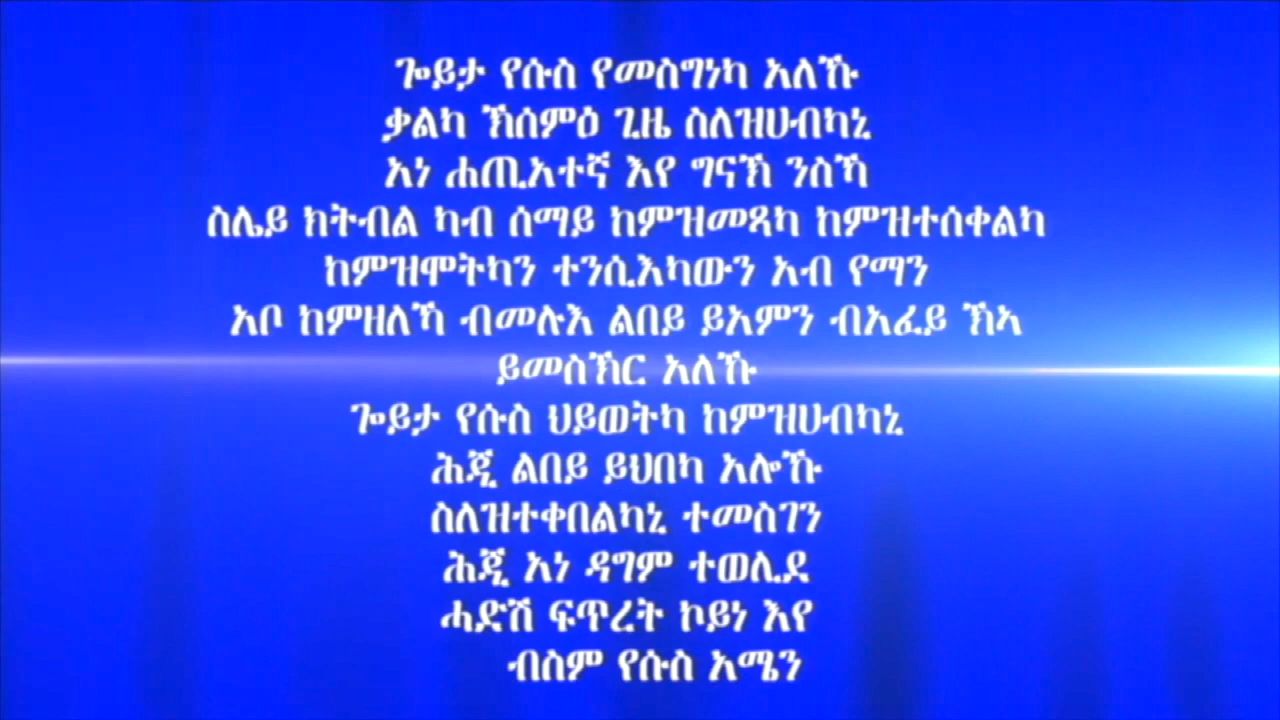 ጐይታ የሱስ የመስግነካ አለኹ
ቃልካ ኽሰምዕ ጊዜ ስለዝሀብካኒ
አነ ሐጢአተኛ እየ ግናኽ ንስኻ
ስሌይ ክትብል ካብ ሰማይ ከምዝመጻካ ከምዝተሰቀልካ
ከምዝሞትካን ተንሲእካውን አብ የማን
አቦ ከምዘለኻ ብመሉእ ልበይ ይአምን ብአፈይ ኽኣ
ይመስኽር አለኹ
ጐይታ የሱስ ህይወትካ ከምዝሀብካኒ
ሕጂ ልበይ ይህበካ አሎኹ
ስለዝተቀበልካኒ ተመስገን
ሕጂ አነ ዳግም ተወሊደ
ሓድሽ ፍጥረት ኮይነ እየ
ብስም የሱስ አሜን